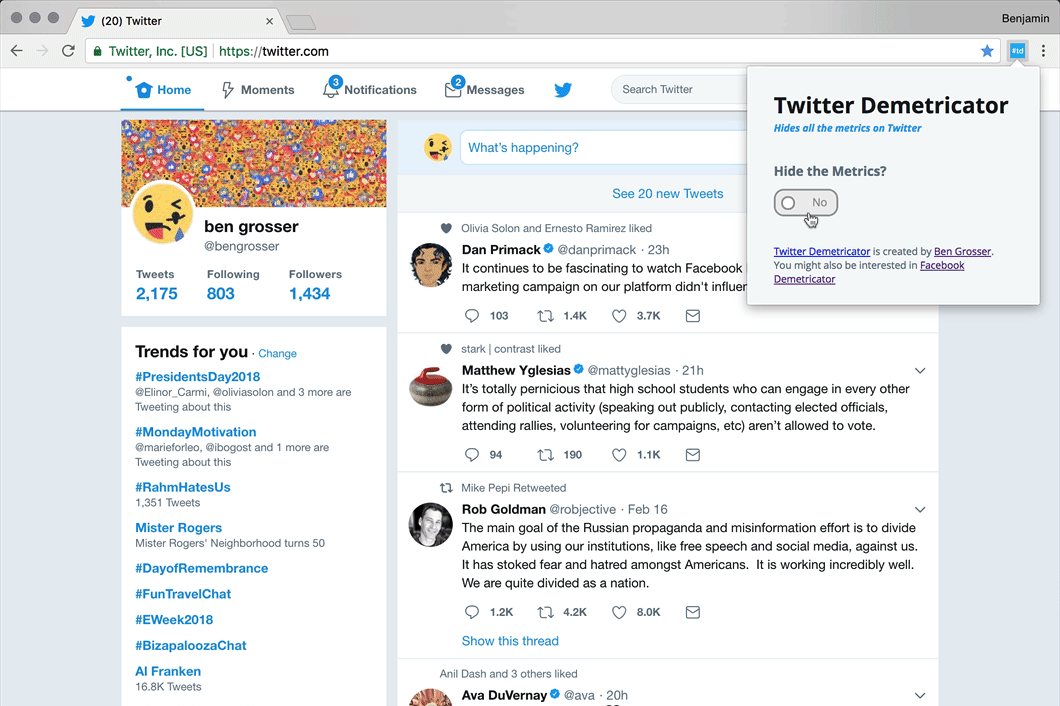 (20) Twitter
Benjamin
Twitter, Inc. [US] https://twitter.com
#td
Home
Moments
3
Notifications
2
Messages
Search Twitter
Twitter Demetricator
Hides all the metrics on Twitter
Hide the Metrics?
No
Twitter Demetricator is created by Ben Grosser.
You might also be interested in Facebook
Demetricator
ben grosser
@bengrosser
Tweets Following Followers
2,175 803 1,434
Trends for you · Change
#PresidentsDay2018
@Elinor_Carmi, @oliviasolon and 3 more are
Tweeting about this
#MondayMotivation
@marieforleo, @ibogost and 1 more are
Tweeting about this
#RahmHatesUs
1,351 Tweets
Mister Rogers
Mister Rogers' Neighborhood turns 50
#DayofRemembrance
#FunTravelChat
#EWeek2018
#BizapaloozaChat
Al Franken
16.8K Tweets
What's happening?
See 20 new Tweets
Olivia Solon and Ernesto Ramirez liked
Dan Primack @danprimack · 23h
It continues to be fascinating to watch Facebook
marketing campaign on our platform didn't influen
103 1.4K 3.7K
stark | contrast liked
Matthew Yglesias @mattyglesias · 21h
It's totally pernicious that high school students who can engage in every other
form of political activity (speaking out publicly, contacting elected officials,
attending rallies, volunteering for campaigns, etc) aren't allowed to vote.
94 190 1.1K
Mike Pepi Retweeted
Rob Goldman @robjective · Feb 16
The main goal of the Russian propaganda and misinformation effort is to divide
America by using our institutions, like free speech and social media, against us.
It has stoked fear and hatred amongst Americans. It is working incredibly well.
We are quite divided as a nation.
1.2K 4.2K 8.0K
Show this thread
Anil Dash and 3 others liked
Ava DuVernay @ava · 20h